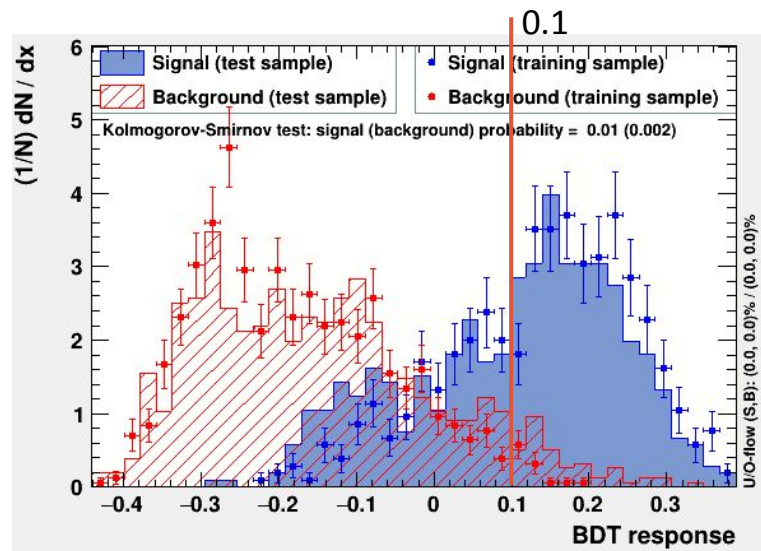 0.1
Signal (test sample)
Signal (training sample)
Background (test sample)
Background (training sample)
Kolmogorov-Smirnov test: signal (background) probability = 0.01 (0.002)
(1/N) dN / dx
6
5
4
3
2
1
0
−0.4 −0.3 −0.2 −0.1 0 0.1 0.2 0.3
BDT response
U/O-flow (S,B): (0.0, 0.0)% / (0.0, 0.0)%